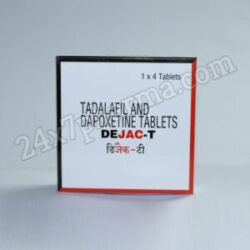 1 x 4 Tablets
TADALAFIL AND
DAPOXETINE TABLETS
DEJAC-T
डिजैक - टी
24x7pharma.com